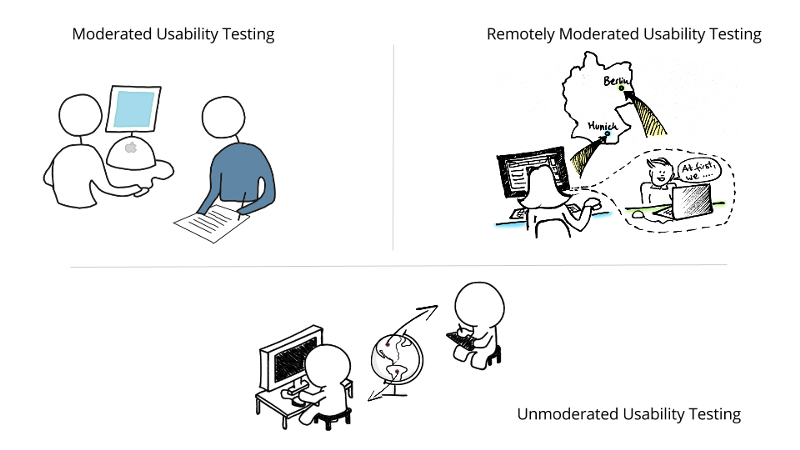 Moderated Usability Testing
Remotely Moderated Usability Testing
Berlin
Munich
At first,
we ....
Unmoderated Usability Testing